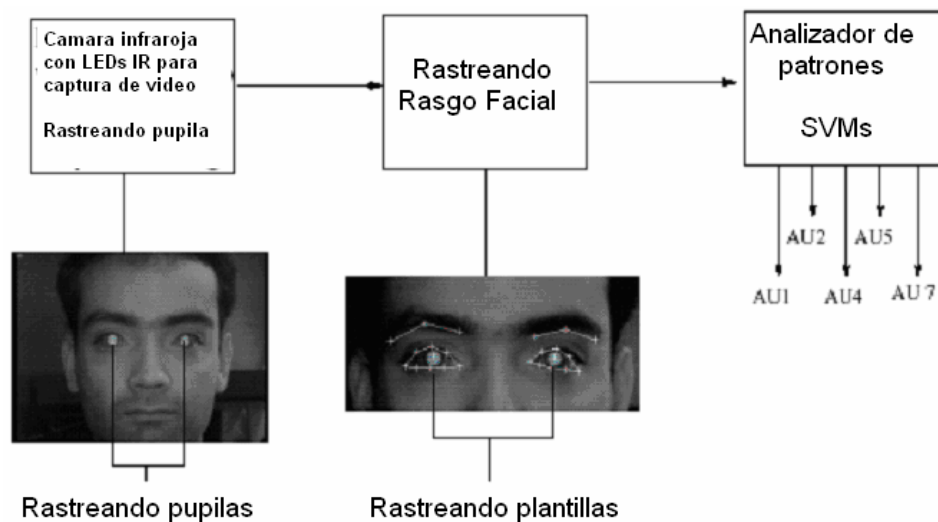 Camara infraroja
con LEDs IR para
captura de video
Rastreando pupila
Rastreando
Rasgo Facial
Analizador de
patrones
SVMs
AU2
AU5
AU1
AU4
AU 7
Rastreando pupilas
Rastreando plantillas